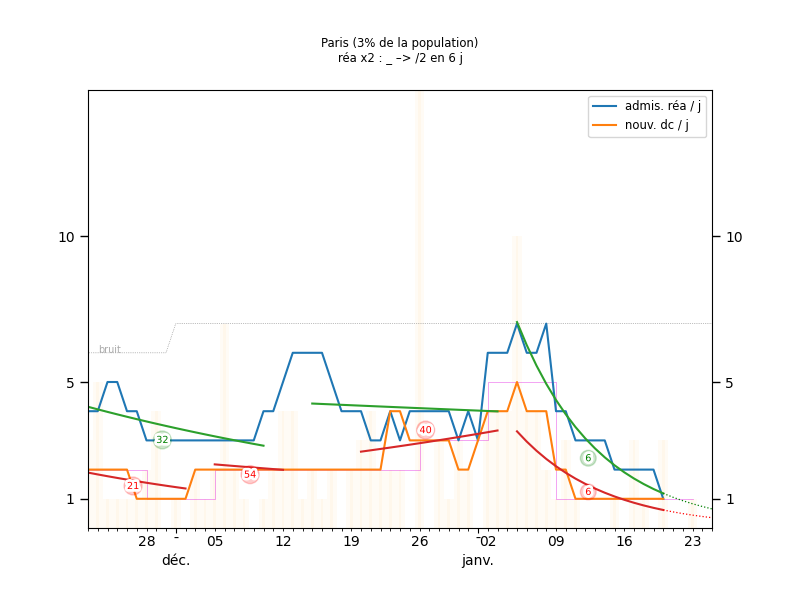 Paris (3% de la population)
réa x2 : _ –> /2 en 6 j
admis. réa / j
nouv. dc / j
10 10
bruit
5 5
32
40
54
21
6
6
1 1
28 05 12 19 26 02 09 16 23
déc. janv.